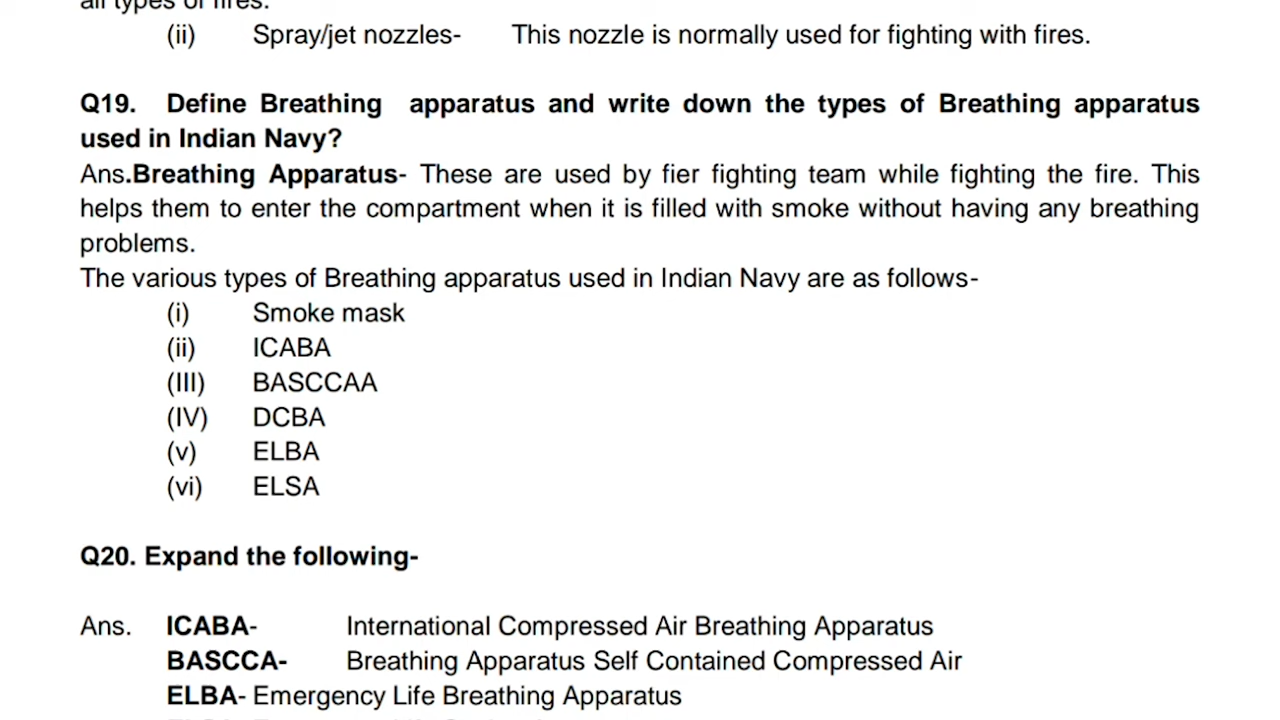 all types of fires.
(ii) Spray/jet nozzles- This nozzle is normally used for fighting with fires.
Q19. Define Breathing apparatus and write down the types of Breathing apparatus
used in Indian Navy?
Ans.Breathing Apparatus- These are used by fier fighting team while fighting the fire. This
helps them to enter the compartment when it is filled with smoke without having any breathing
problems.
The various types of Breathing apparatus used in Indian Navy are as follows-
(i) Smoke mask
(ii) ICABA
(III) BASCCAA
(IV) DCBA
(v) ELBA
(vi) ELSA
Q20. Expand the following-
Ans. ICABA- International Compressed Air Breathing Apparatus
BASCCA- Breathing Apparatus Self Contained Compressed Air
ELBA- Emergency Life Breathing Apparatus